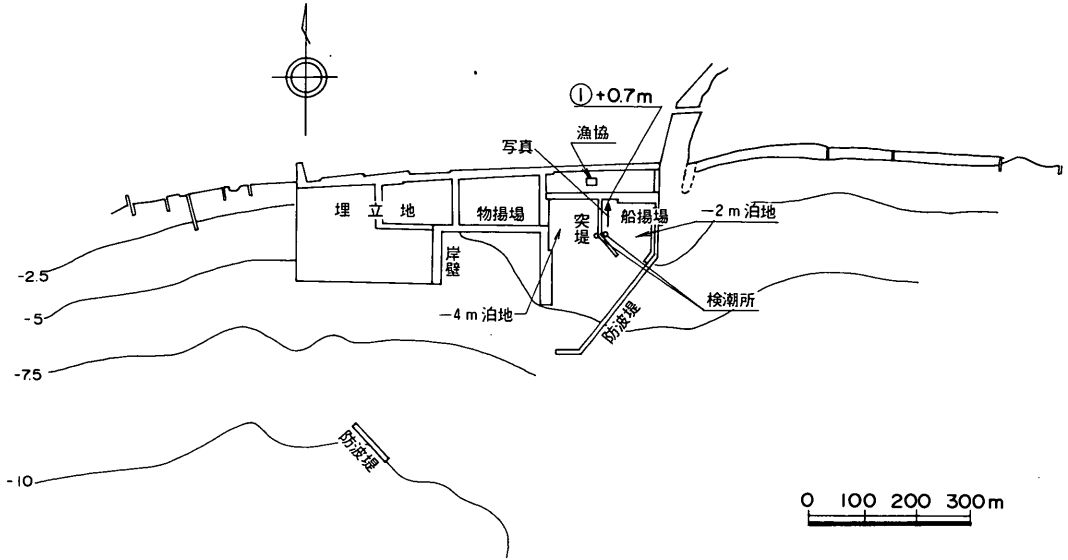 ① +0.7m
漁協
写真
埋立地
物揚場
突堤
船揚場
−2m泊地
岸壁
−2.5
−5
−4m泊地
検潮所
防波堤
−7.5
防波堤
−10
0 100 200 300m